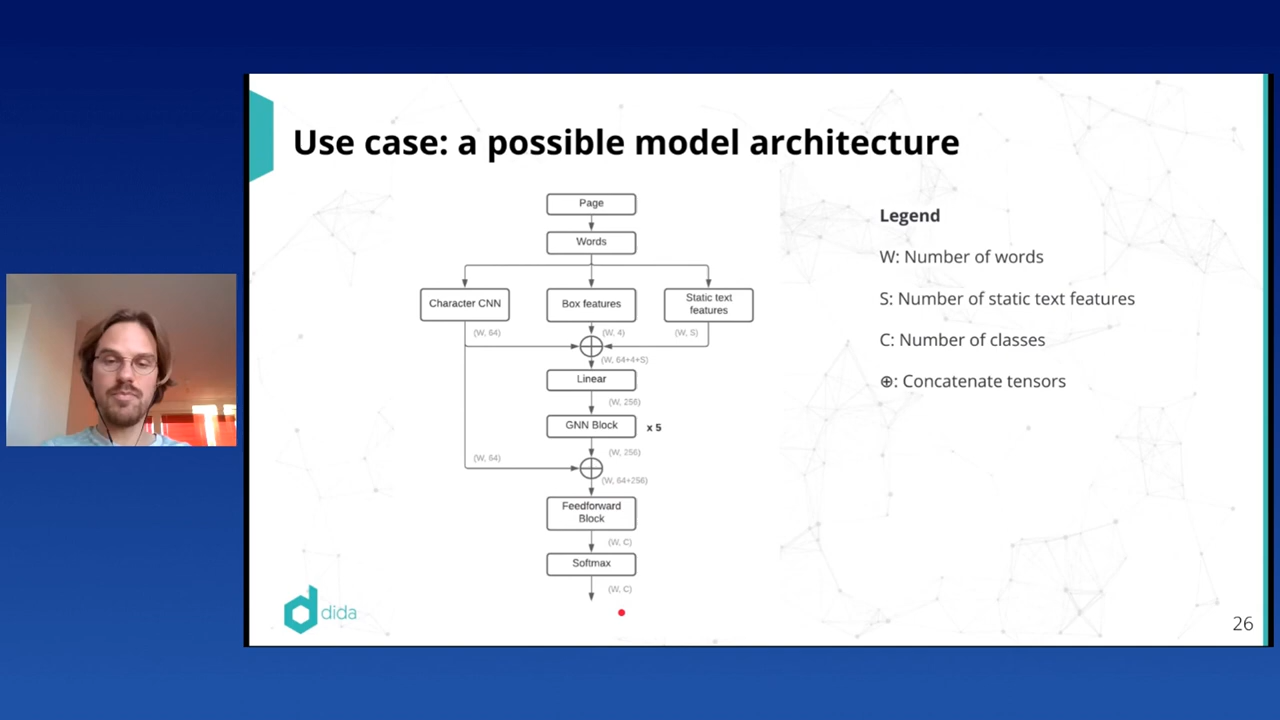 Use case: a possible model architecture
Page
Words
Character CNN
Box features
Static text
features
(W, 64)
(W, 4)
(W, S)
(W, 64+4+S)
Linear
(W, 256)
GNN Block
x 5
(W, 256)
(W, 64)
(W, 64+256)
Feedforward
Block
(W, C)
Softmax
(W, C)
Legend
W: Number of words
S: Number of static text features
C: Number of classes
⊕: Concatenate tensors
dida
26